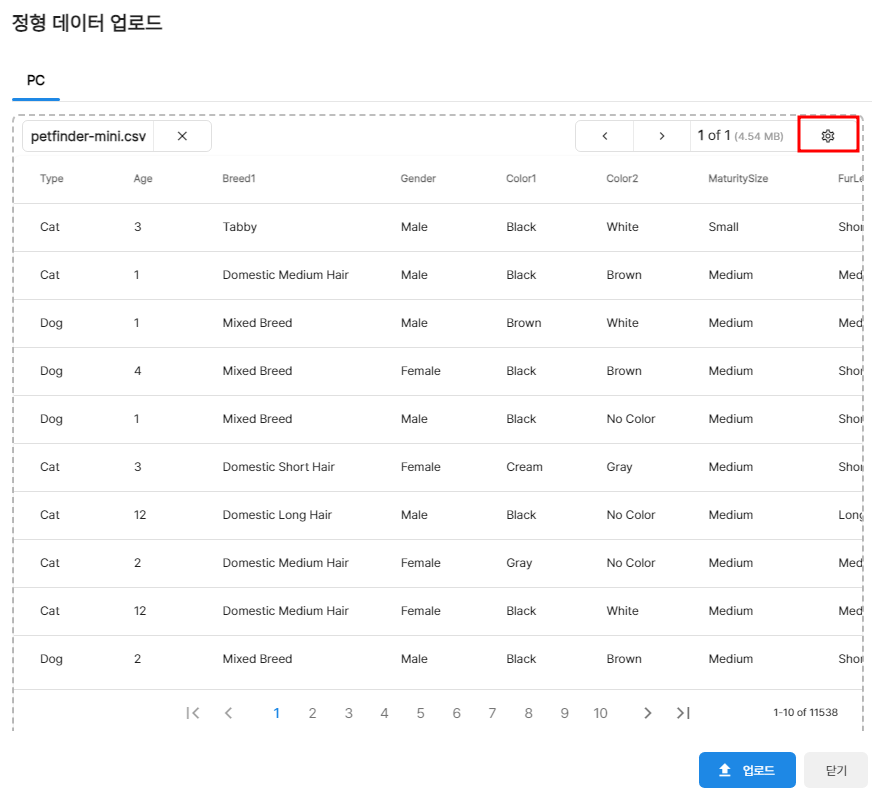 정형 데이터 업로드
PC
petfinder-mini.csv 1 of 1 (4.54 MB)
Type Age Breed1 Gender Color1 Color2 MaturitySize FurLe
Cat 3 Tabby Male Black White Small Shor
Cat 1 Domestic Medium Hair Male Black Brown Medium Med
Dog 1 Mixed Breed Male Brown White Medium Med
Dog 4 Mixed Breed Female Black Brown Medium Shor
Dog 1 Mixed Breed Male Black No Color Medium Shor
Cat 3 Domestic Short Hair Female Cream Gray Medium Shor
Cat 12 Domestic Long Hair Male Black No Color Medium Long
Cat 2 Domestic Medium Hair Female Gray No Color Medium Med
Cat 12 Domestic Medium Hair Female Black White Medium Med
Dog 2 Mixed Breed Male Black Brown Medium Shor
1 2 3 4 5 6 7 8 9 10 1-10 of 11538
업로드 닫기